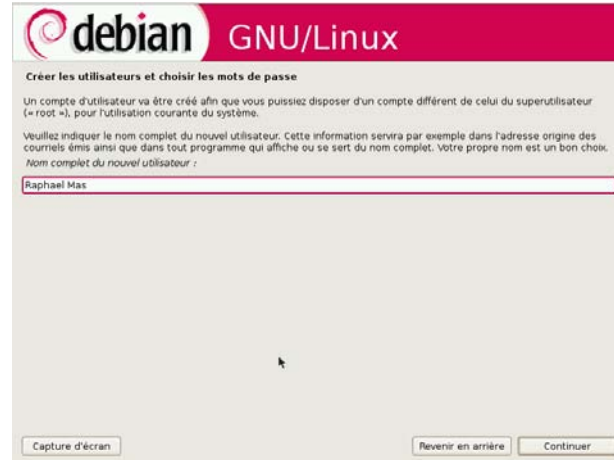 debian GNU/Linux
Créer les utilisateurs et choisir les mots de passe
Un compte d'utilisateur va être créé afin que vous puissiez disposer d'un compte différent de celui du superutilisateur
(« root »), pour l'utilisation courante du système.
Veuillez indiquer le nom complet du nouvel utilisateur. Cette information servira par exemple dans l'adresse origine des
courriels émis ainsi que dans tout programme qui affiche ou se sert du nom complet. Votre propre nom est un bon choix.
Nom complet du nouvel utilisateur :
Raphael Mas
Capture d'écran Revenir en arrière Continuer